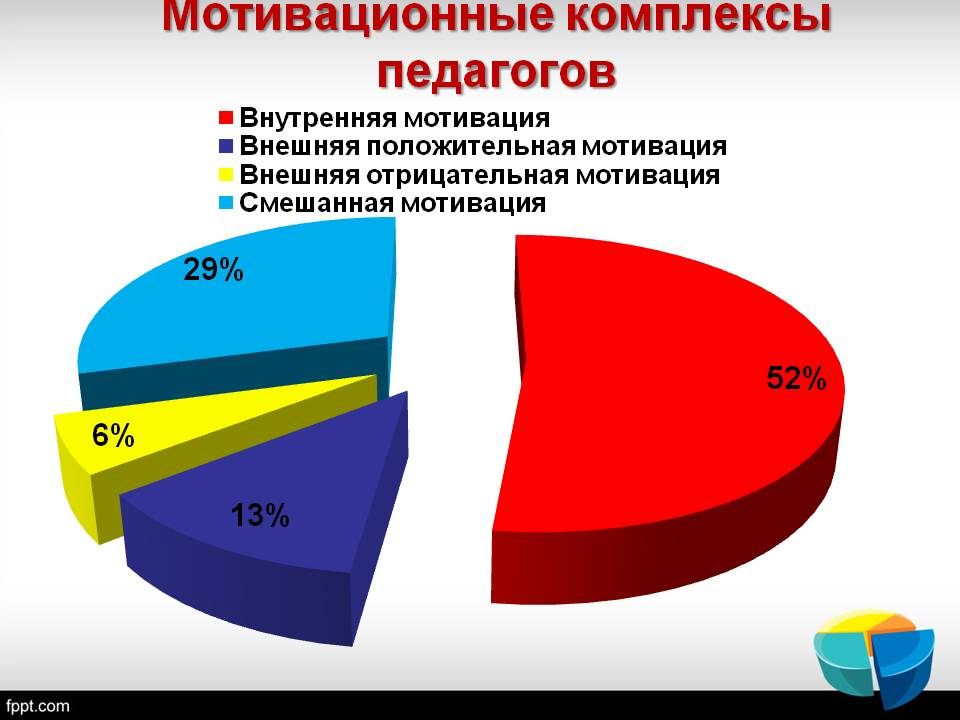 Мотивационные комплексы
педагогов
Внутренняя мотивация
Внешняя положительная мотивация
Внешняя отрицательная мотивация
Смешанная мотивация
29%
52%
6%
13%
fppt.com